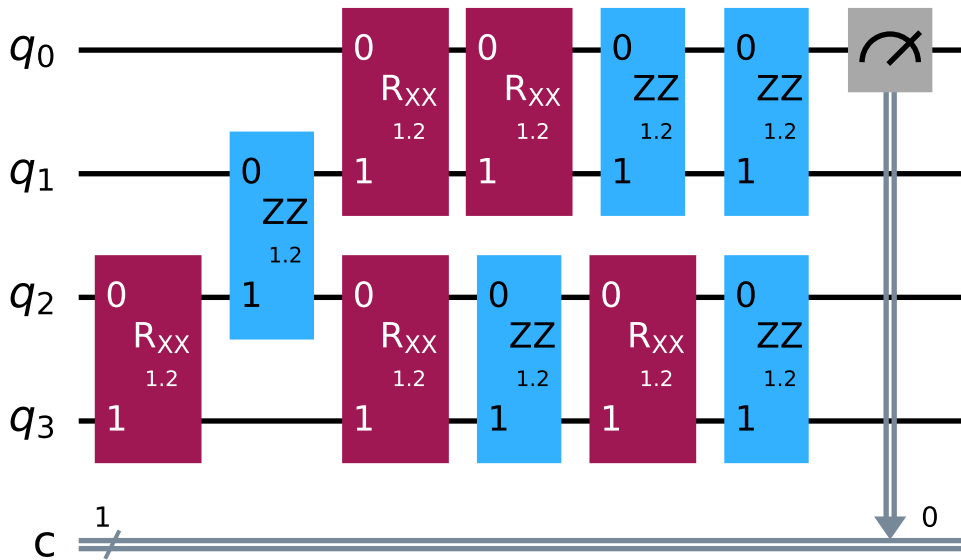 q0 0 0 0 0
RXX RXX ZZ ZZ
1.2 1.2 1.2 1.2
q1 0 1 1 1 1
ZZ
1.2
q2 0 1 0 0 0 0
RXX RXX ZZ RXX ZZ
1.2 1.2 1.2 1.2 1.2
q3 1 1 1 1 1
1 0
c